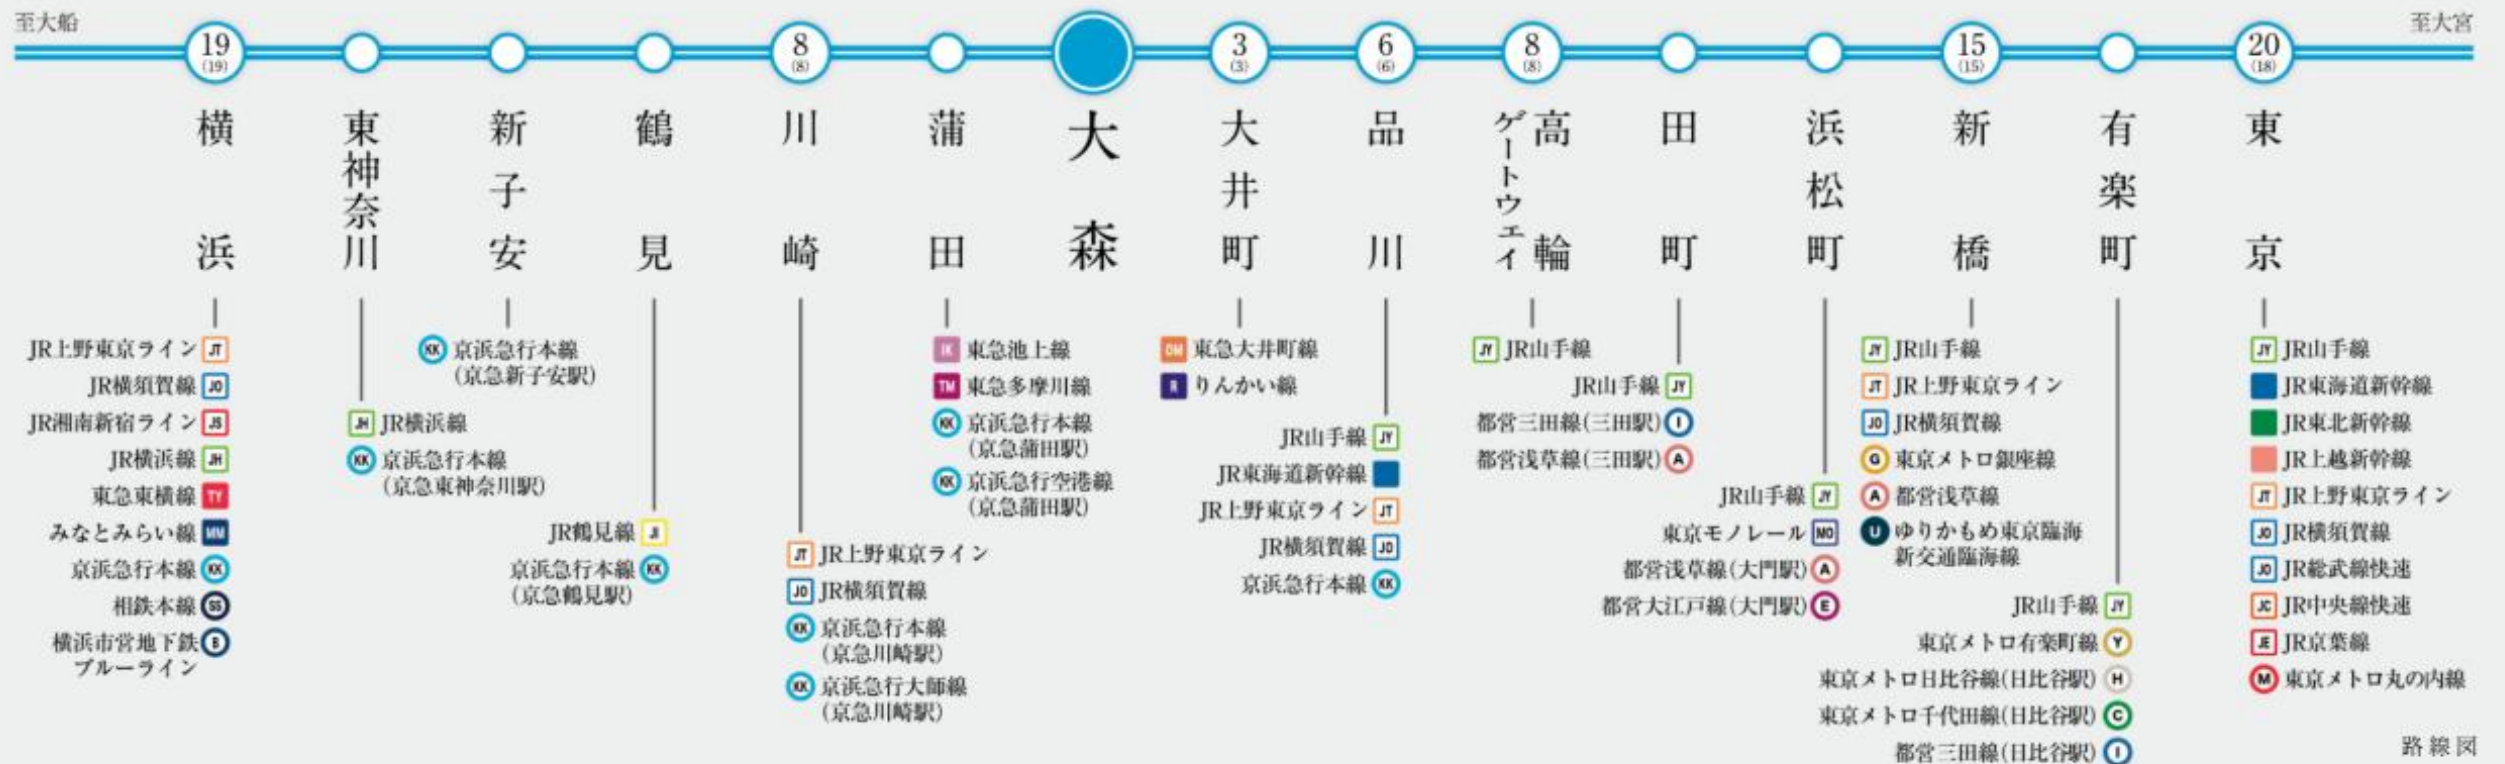 至大船
至大宮
19
(19)
8
(8)
3
(3)
6
(6)
8
(8)
15
(15)
20
(18)
横浜
東神奈川
新子安
鶴見
川崎
蒲田
大森
大井町
品川
高輪
ゲートウェイ
田町
浜松町
新橋
有楽町
東京
JR上野東京ライン JT
JR横須賀線 JO
JR湘南新宿ライン JS
JR横浜線 JH
東急東横線 TY
みなとみらい線 MM
京浜急行本線 KK
相鉄本線 SS
横浜市営地下鉄 B
ブルーライン
JH JR横浜線
KK 京浜急行本線
(京急東神奈川駅)
KK 京浜急行本線
(京急新子安駅)
JR鶴見線 JI
京浜急行本線 KK
(京急鶴見駅)
JT JR上野東京ライン
JO JR横須賀線
KK 京浜急行本線
(京急川崎駅)
KK 京浜急行大師線
(京急川崎駅)
IK 東急池上線
TM 東急多摩川線
KK 京浜急行本線
(京急蒲田駅)
KK 京浜急行空港線
(京急蒲田駅)
OM 東急大井町線
R りんかい線
JR山手線 JY
JR東海道新幹線
JR上野東京ライン JT
JR横須賀線 JO
京浜急行本線 KK
JY JR山手線
JR山手線 JY
都営三田線(三田駅) I
都営浅草線(三田駅) A
JR山手線 JY
東京モノレール MO
都営浅草線(大門駅) A
都営大江戸線(大門駅) E
JY JR山手線
JT JR上野東京ライン
JO JR横須賀線
G 東京メトロ銀座線
A 都営浅草線
U ゆりかもめ東京臨海
新交通臨海線
JR山手線 JY
東京メトロ有楽町線 Y
東京メトロ日比谷線(日比谷駅) H
東京メトロ千代田線(日比谷駅) C
都営三田線(日比谷駅) I
JY JR山手線
JR東海道新幹線
JR東北新幹線
JR上越新幹線
JT JR上野東京ライン
JO JR横須賀線
JO JR総武線快速
JC JR中央線快速
JE JR京葉線
M 東京メトロ丸の内線
路線図